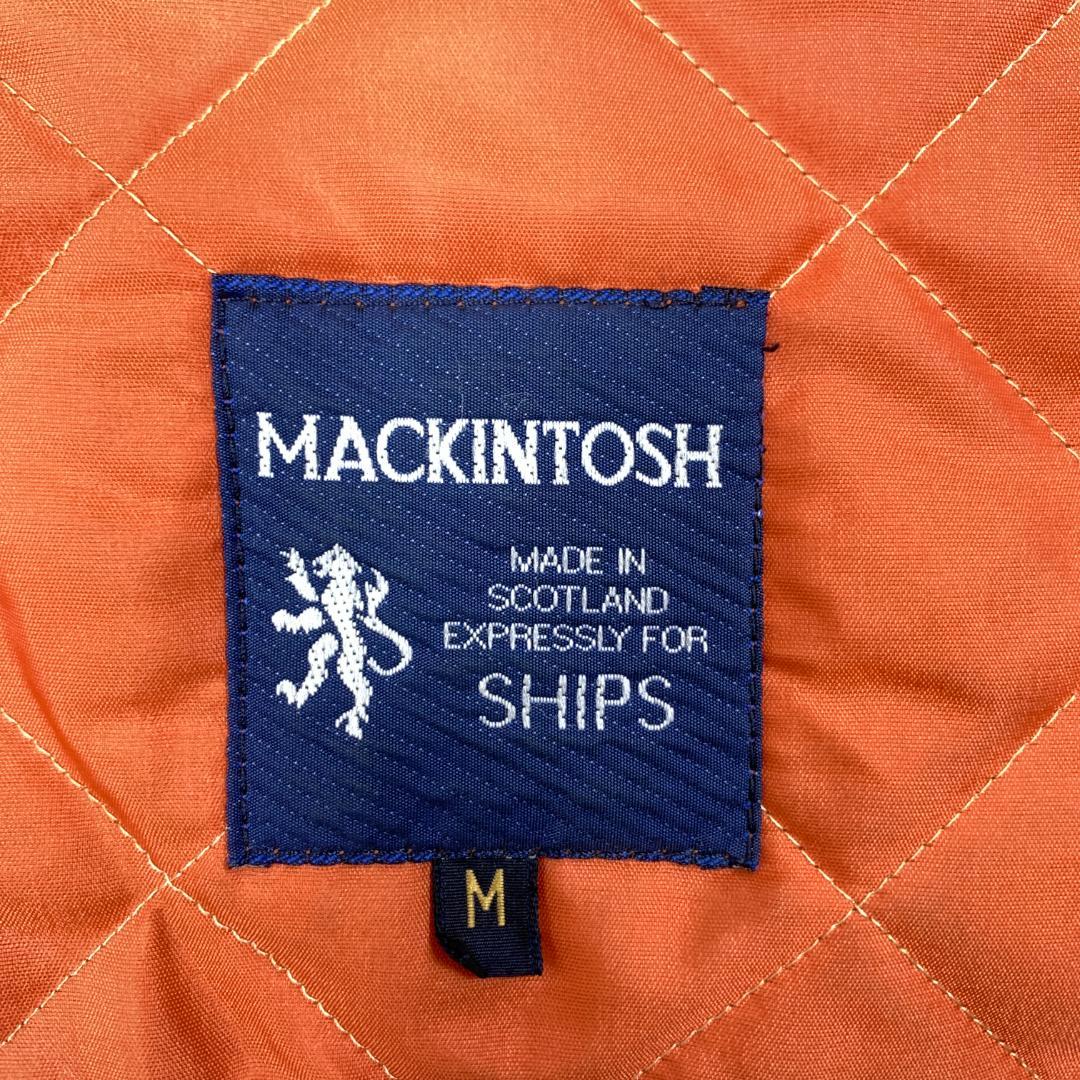 MACKINTOSH
MADE IN
SCOTLAND
EXPRESSLY FOR
SHIPS
M